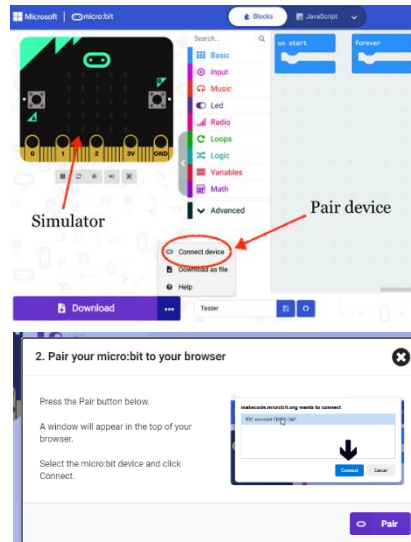 Microsoft | micro:bit
Blocks
JavaScript
Search...
Basic
Input
Music
Led
Radio
Loops
Logic
Variables
Math
Advanced
on start
forever
0 1 2 3V GND
Simulator
Pair device
Connect device
Download as file
Help
Download
Tester
2. Pair your micro:bit to your browser
Press the Pair button below.
A window will appear in the top of your
browser.
Select the micro:bit device and click
Connect.
makecode.microbit.org wants to connect
Connect
Cancel
Pair